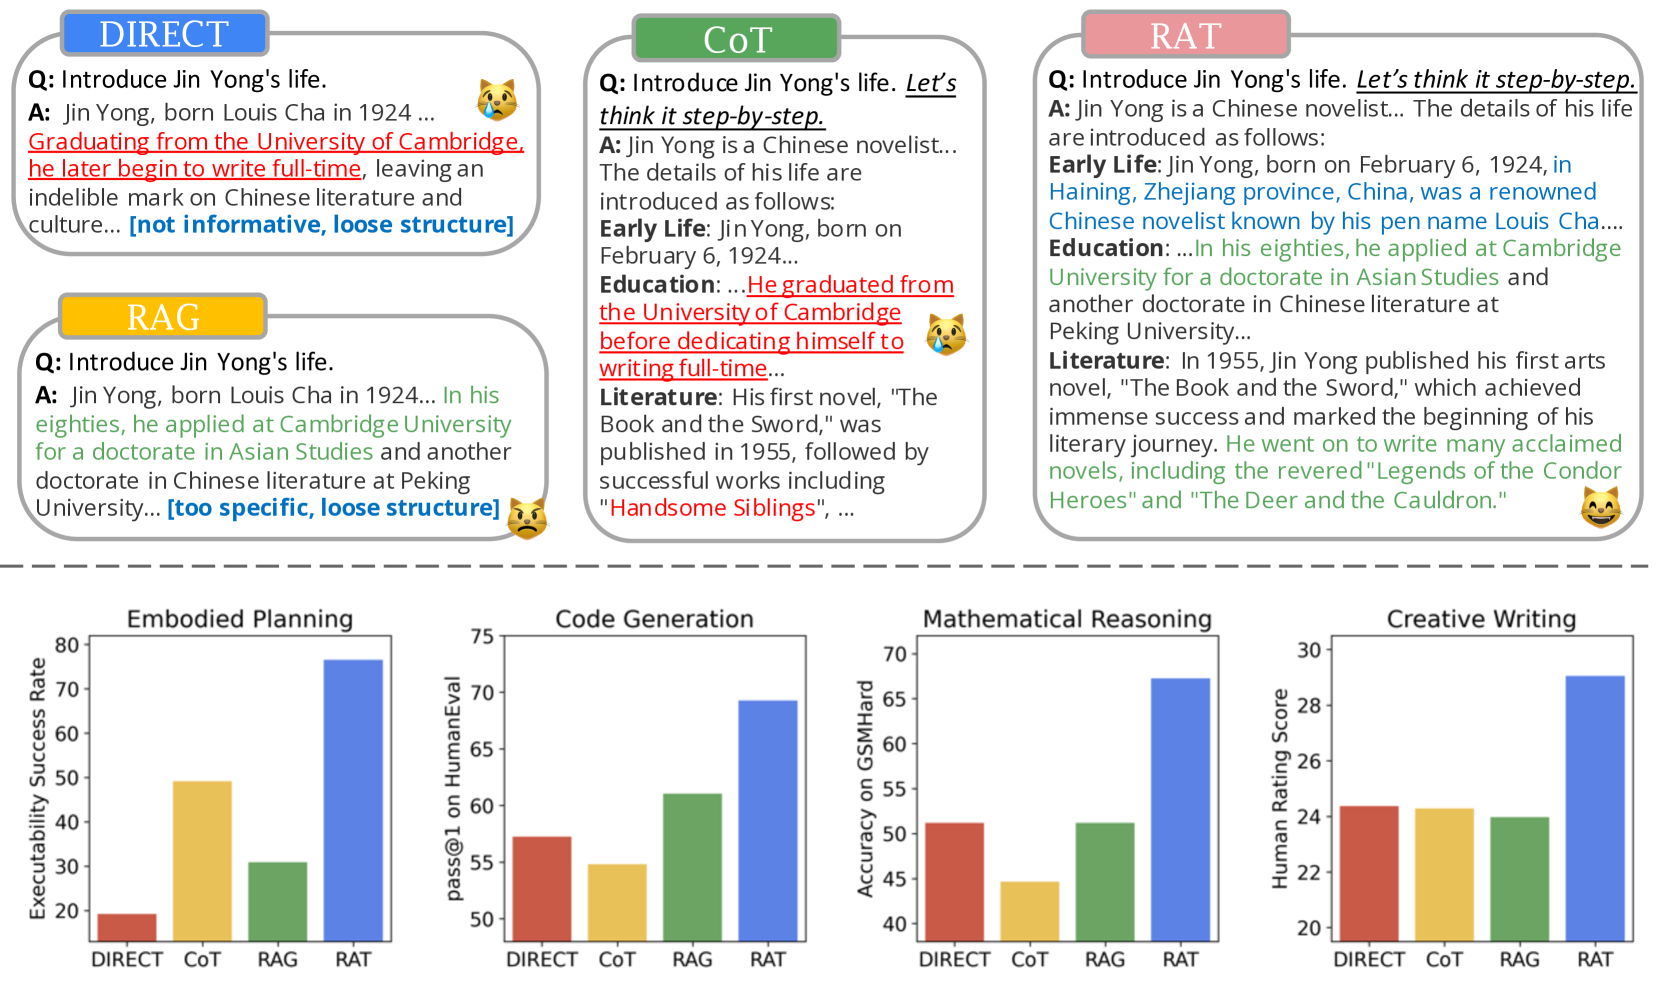 DIRECT
Q: Introduce Jin Yong's life.
A: Jin Yong, born Louis Cha in 1924 ...
Graduating from the University of Cambridge,
he later begin to write full-time, leaving an
indelible mark on Chinese literature and
culture... [not informative, loose structure]
RAG
Q: Introduce Jin Yong's life.
A: Jin Yong, born Louis Cha in 1924... In his
eighties, he applied at Cambridge University
for a doctorate in Asian Studies and another
doctorate in Chinese literature at Peking
University... [too specific, loose structure]
CoT
Q: Introduce Jin Yong's life. Let's
think it step-by-step.
A: Jin Yong is a Chinese novelist...
The details of his life are
introduced as follows:
Early Life: Jin Yong, born on
February 6, 1924...
Education: ...He graduated from
the University of Cambridge
before dedicating himself to
writing full-time...
Literature: His first novel, "The
Book and the Sword," was
published in 1955, followed by
successful works including
"Handsome Siblings", ...
RAT
Q: Introduce Jin Yong's life. Let's think it step-by-step.
A: Jin Yong is a Chinese novelist... The details of his life
are introduced as follows:
Early Life: Jin Yong, born on February 6, 1924, in
Haining, Zhejiang province, China, was a renowned
Chinese novelist known by his pen name Louis Cha....
Education: ...In his eighties, he applied at Cambridge
University for a doctorate in Asian Studies and
another doctorate in Chinese literature at
Peking University...
Literature: In 1955, Jin Yong published his first arts
novel, "The Book and the Sword," which achieved
immense success and marked the beginning of his
literary journey. He went on to write many acclaimed
novels, including the revered "Legends of the Condor
Heroes" and "The Deer and the Cauldron."
Embodied Planning
Executability Success Rate
80
70
60
50
40
30
20
DIRECT CoT RAG RAT
Code Generation
pass@1 on HumanEval
75
70
65
60
55
50
DIRECT CoT RAG RAT
Mathematical Reasoning
Accuracy on GSMHard
70
65
60
55
50
45
40
DIRECT CoT RAG RAT
Creative Writing
Human Rating Score
30
28
26
24
22
20
DIRECT CoT RAG RAT